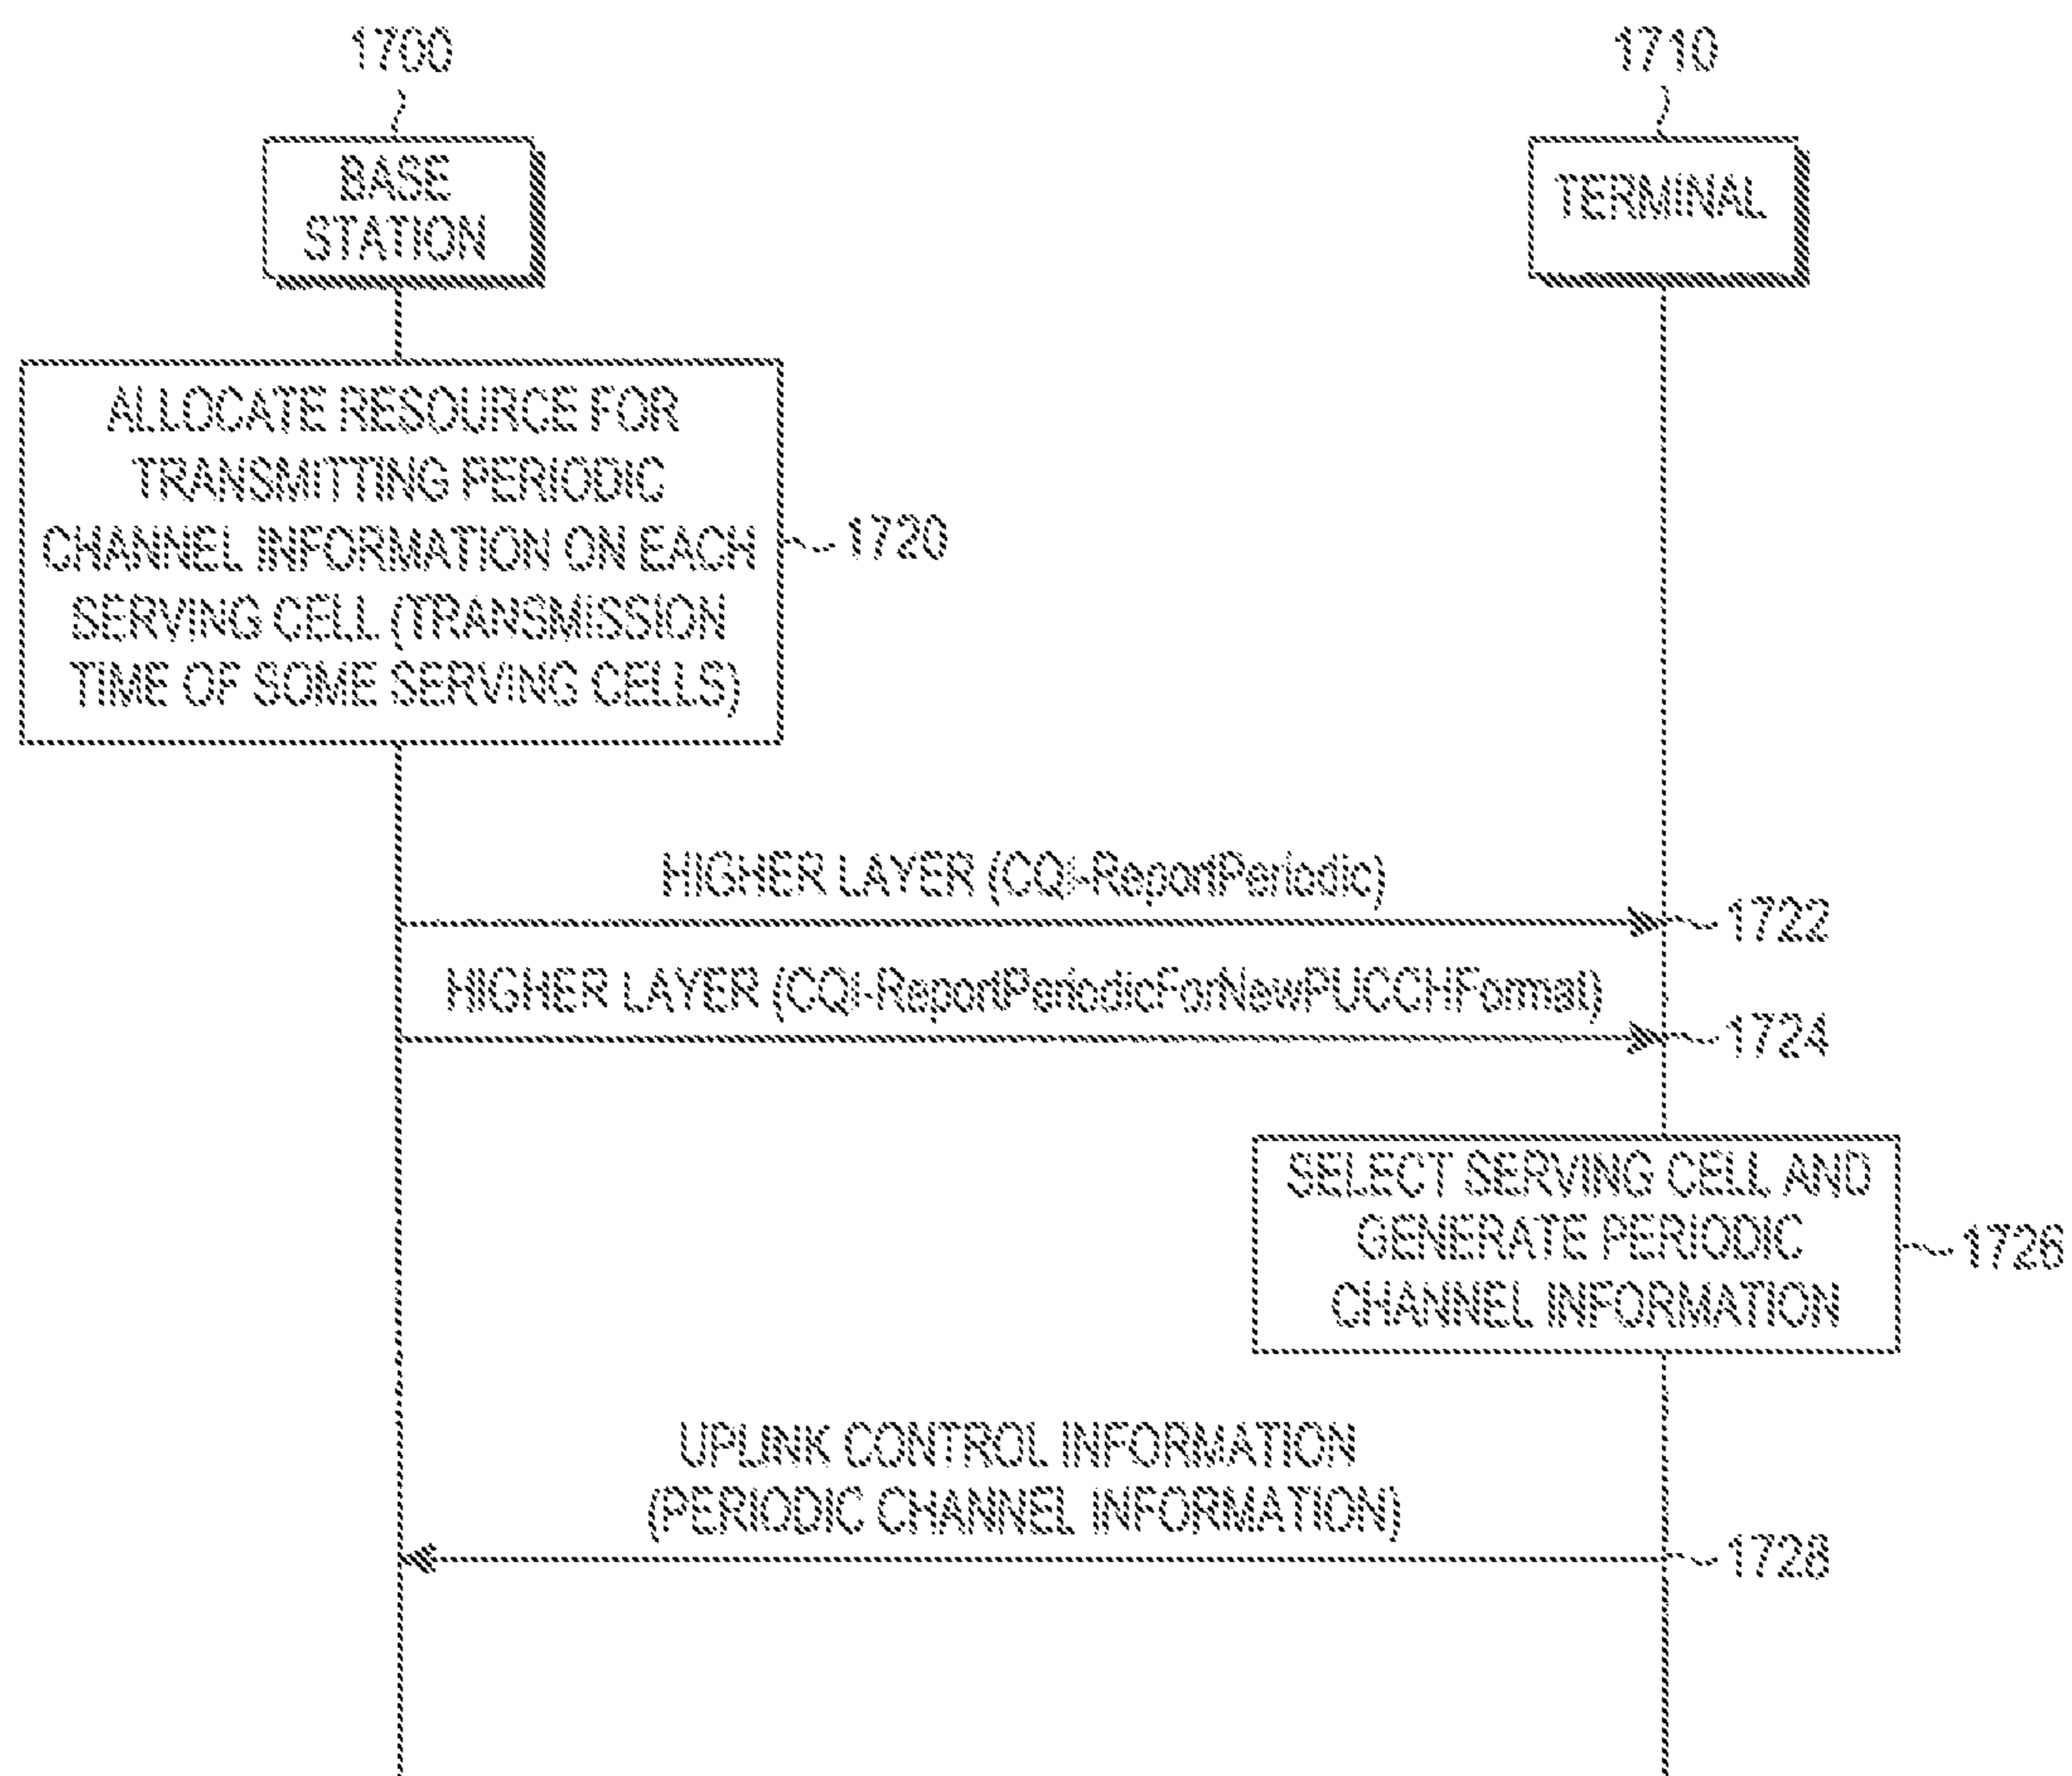 1700
1710
BASE
STATION
TERMINAL
ALLOCATE RESOURCE FOR
TRANSMITTING PERIODIC
CHANNEL INFORMATION ON EACH
SERVING CELL (TRANSMISSION
TIME OF SOME SERVING CELLS)
1720
HIGHER LAYER (CQI-ReportPeriodic)
1722
HIGHER LAYER (CQI-ReportPeriodicForNewPUCCHFormat)
1724
SELECT SERVING CELL AND
GENERATE PERIODIC
CHANNEL INFORMATION
1726
UPLINK CONTROL INFORMATION
(PERIODIC CHANNEL INFORMATION)
1728